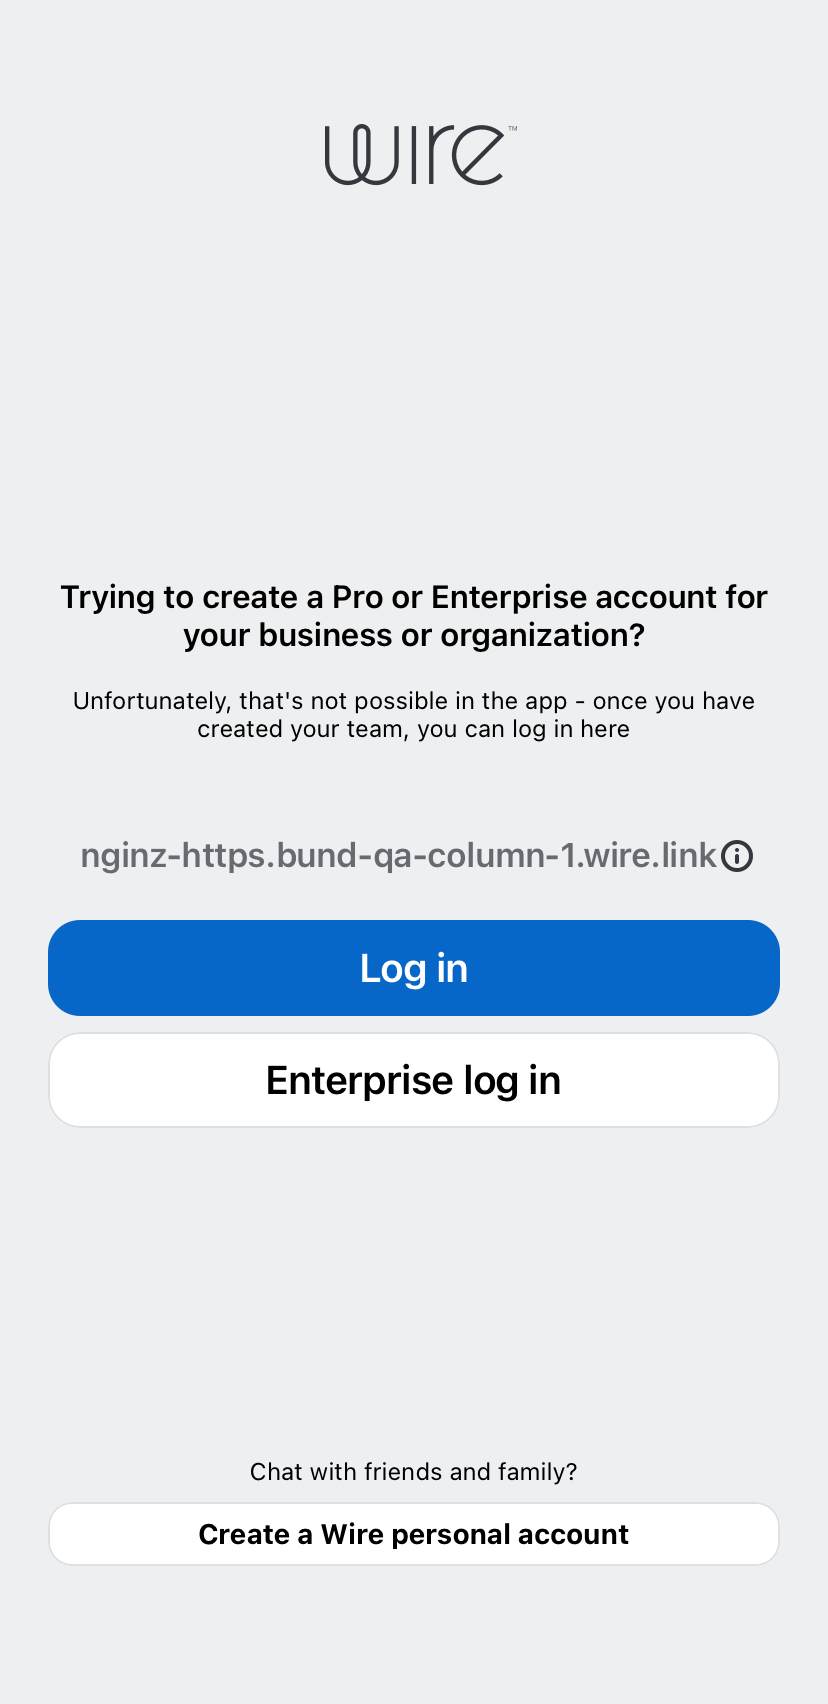 wire™
Trying to create a Pro or Enterprise account for
your business or organization?
Unfortunately, that's not possible in the app - once you have
created your team, you can log in here
nginz-https.bund-qa-column-1.wire.link
Log in
Enterprise log in
Chat with friends and family?
Create a Wire personal account